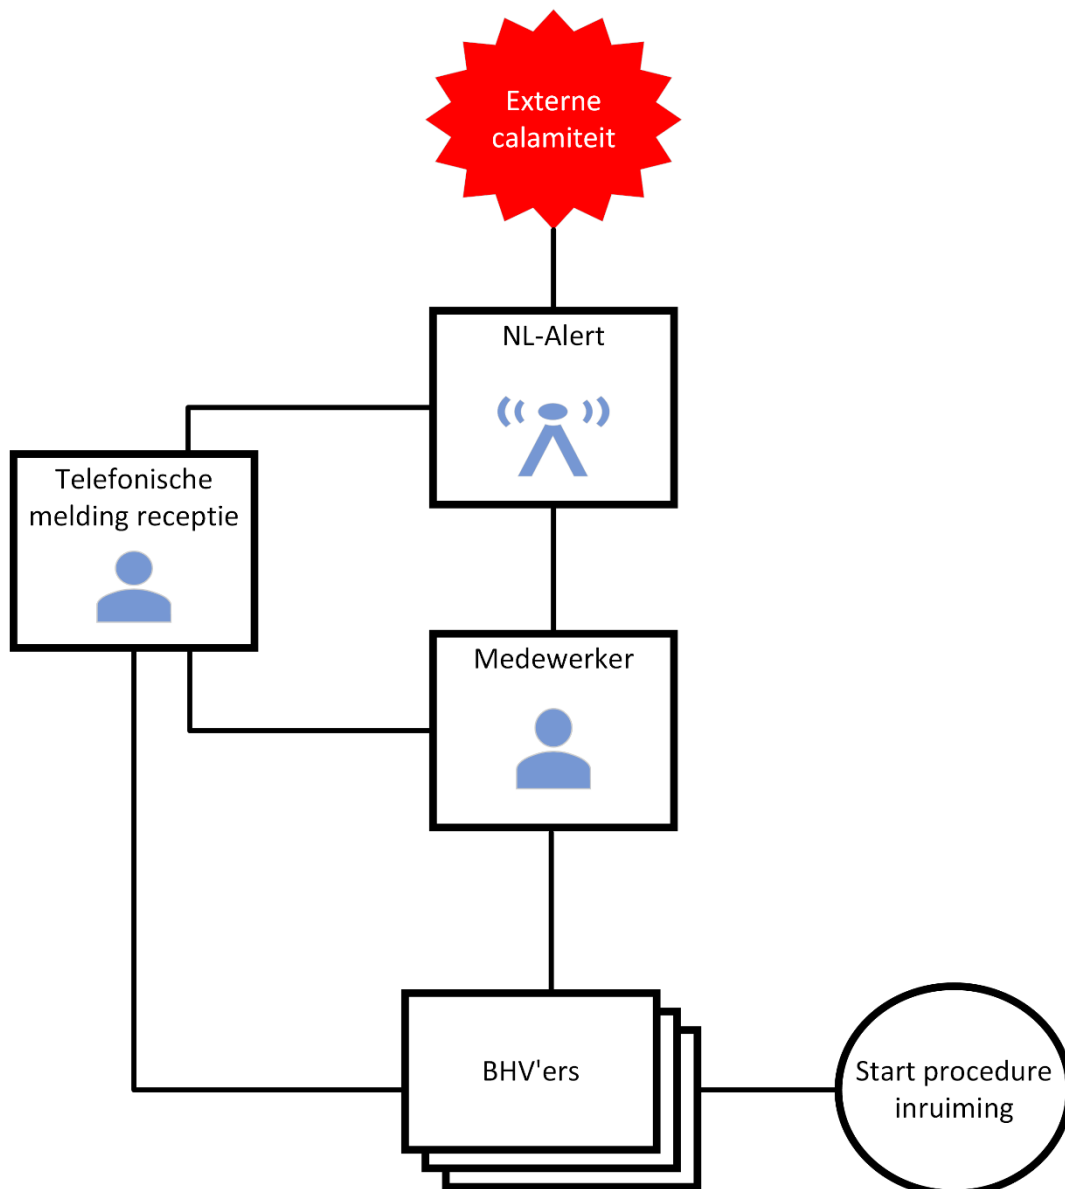 Externe
calamiteit
NL-Alert
Telefonische
melding receptie
Medewerker
BHV'ers
Start procedure
inruiming